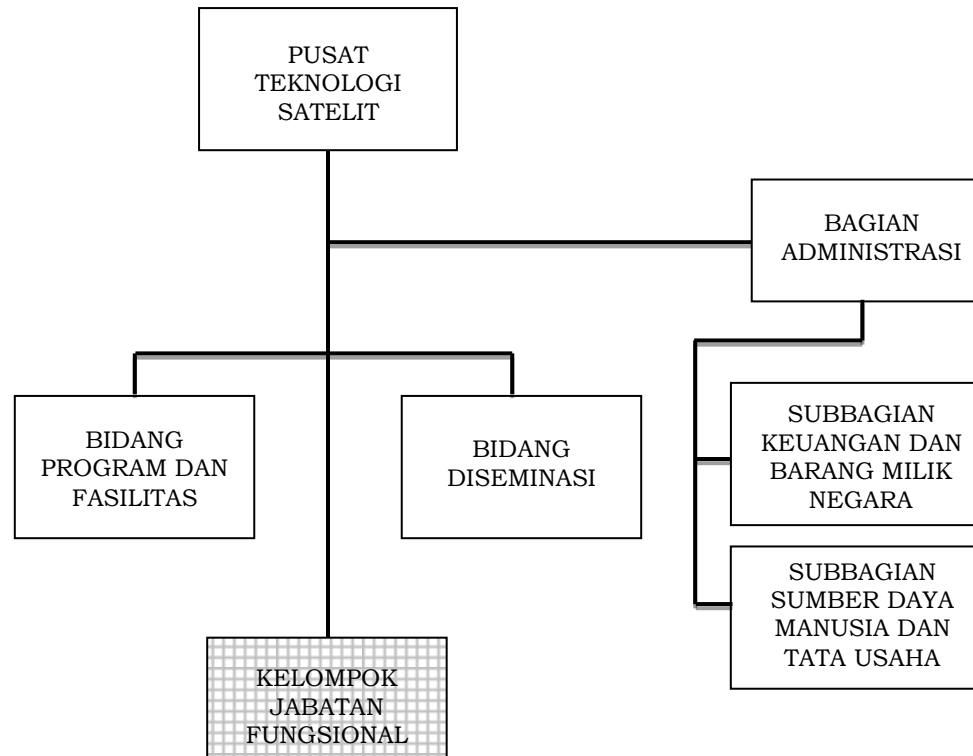 PUSAT
TEKNOLOGI
SATELIT
BAGIAN
ADMINISTRASI
BIDANG
PROGRAM DAN
FASILITAS
BIDANG
DISEMINASI
SUBBAGIAN
KEUANGAN DAN
BARANG MILIK
NEGARA
SUBBAGIAN
SUMBER DAYA
MANUSIA DAN
TATA USAHA
KELOMPOK
JABATAN
FUNGSIONAL